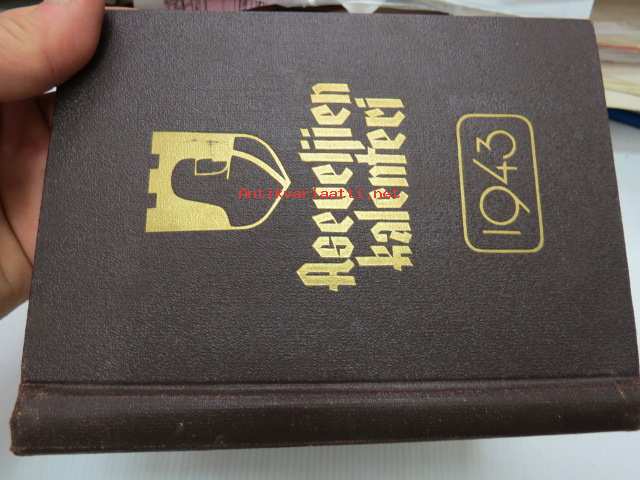 Aseveljien
kalenteri
1943
Antikvariaatti.net